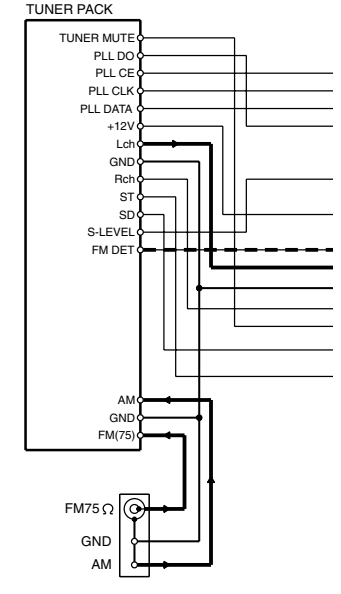 TUNER PACK
TUNER MUTE
PLL DO
PLL CE
PLL CLK
PLL DATA
+12V
Lch
GND
Rch
ST
SD
S-LEVEL
FM DET
AM
GND
FM(75)
FM75Ω
GND
AM